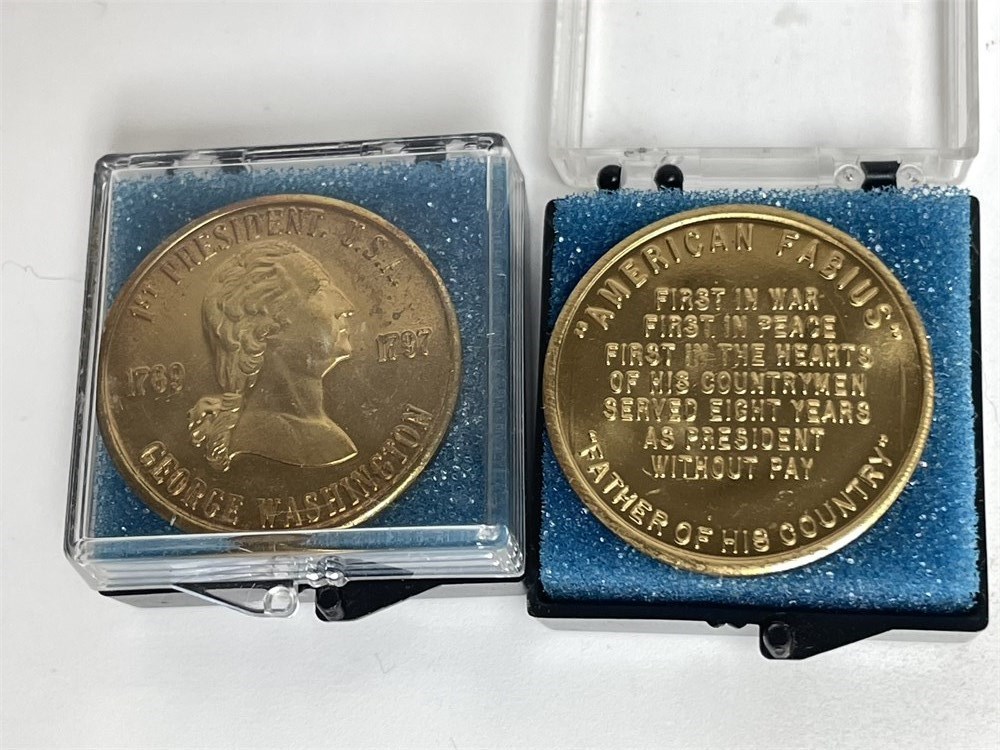 1ST PRESIDENT. U.S.A.
1789
1797
GEORGE WASHINGTON
"AMERICAN FABIUS"
FIRST IN WAR
FIRST IN PEACE
FIRST IN THE HEARTS
OF HIS COUNTRYMEN
SERVED EIGHT YEARS
AS PRESIDENT
WITHOUT PAY
"FATHER OF HIS COUNTRY"